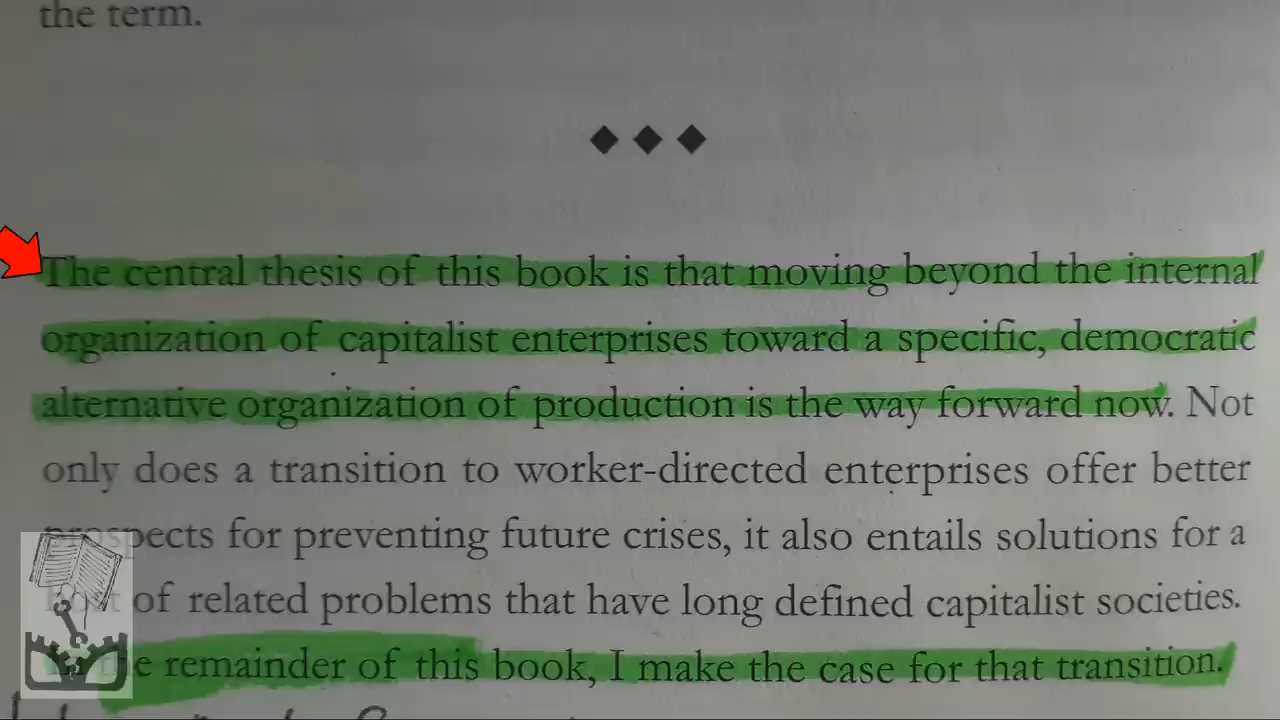 the term.
The central thesis of this book is that moving beyond the internal
organization of capitalist enterprises toward a specific, democratic
alternative organization of production is the way forward now. Not
only does a transition to worker-directed enterprises offer better
prospects for preventing future crises, it also entails solutions for a
of related problems that have long defined capitalist societies.
remainder of this book, I make the case for that transition.